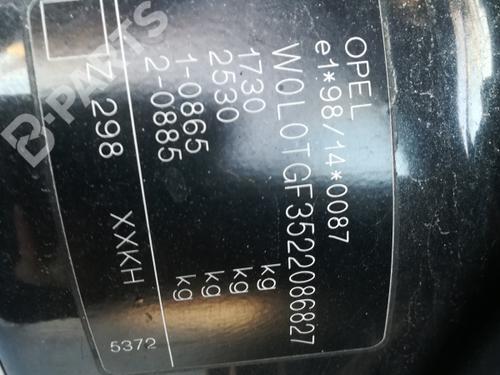 OPEL
e1*98/14*0087
W0L0TGF3522086827
1730 kg
2530 kg
1-0865 kg
2-0885 kg
Z 298 XXKH
5372
B-PARTS